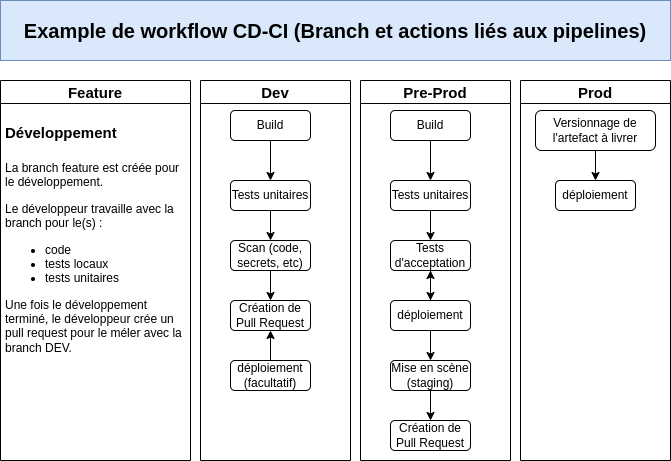 Example de workflow CD-CI (Branch et actions liés aux pipelines)
Feature
Développement
La branch feature est créée pour
le développement.
Le développeur travaille avec la
branch pour le(s) :
code
tests locaux
tests unitaires
Une fois le développement
terminé, le développeur crée un
pull request pour le méler avec la
branch DEV.
Dev
Build
Tests unitaires
Scan (code,
secrets, etc)
Création de
Pull Request
déploiement
(facultatif)
Pre-Prod
Build
Tests unitaires
Tests
d'acceptation
déploiement
Mise en scène
(staging)
Création de
Pull Request
Prod
Versionnage de
l'artefact à livrer
déploiement